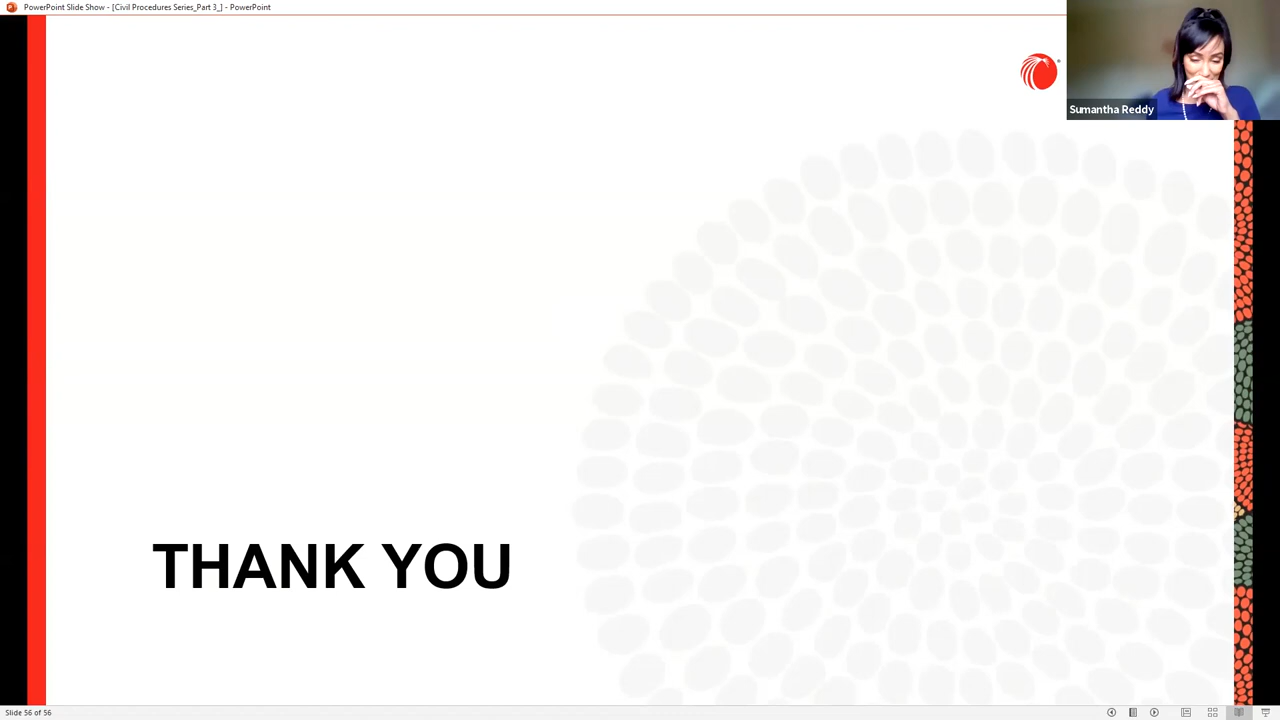 PowerPoint Slide Show - [Civil Procedures Series_Part 3_] - PowerPoint
Sumantha Reddy
THANK YOU
Slide 56 of 56